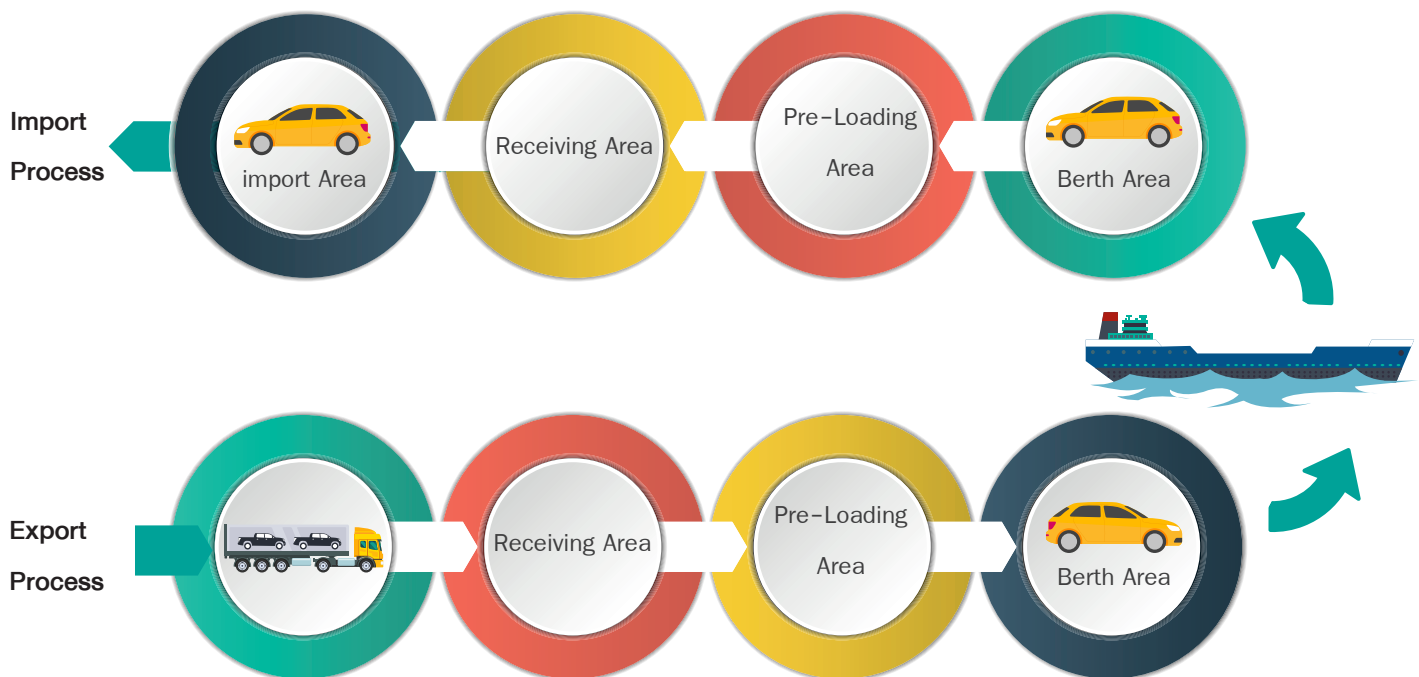 Import
Process
import Area
Receiving Area
Pre-Loading
Area
Berth Area
Export
Process
Receiving Area
Pre-Loading
Area
Berth Area